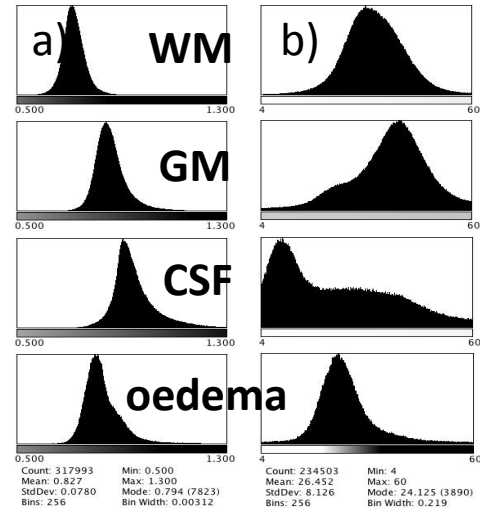 a) WM b)
0.500 1.300 4 60
GM
0.500 1.300 4 60
CSF
0.500 1.300 4 60
oedema
0.500 1.300 4 60
Count: 317993 Min: 0.500 Count: 234503 Min: 4
Mean: 0.827 Max: 1.300 Mean: 26.452 Max: 60
StdDev: 0.0780 Mode: 0.794 (7823) StdDev: 8.126 Mode: 24.125 (3890)
Bins: 256 Bin Width: 0.00312 Bins: 256 Bin Width: 0.219